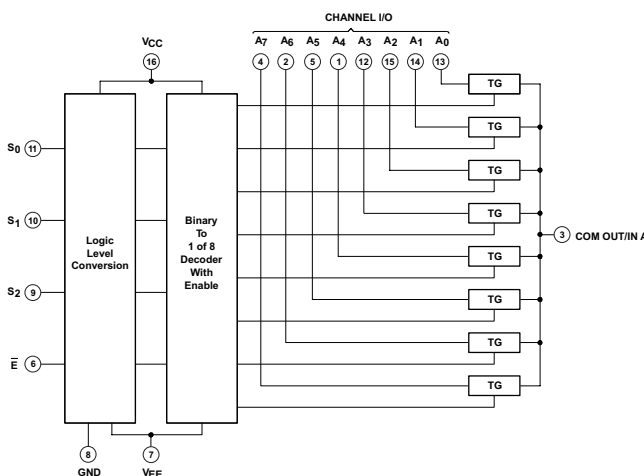 CHANNEL I/O
VCC
A7 A6 A5 A4 A3 A2 A1 A0
16
4 2 5 1 12 15 14 13
TG
TG
S0 11
TG
TG
S1 10
Logic
Level
Conversion
Binary
To
1 of 8
Decoder
With
Enable
3 COM OUT/IN A
TG
S2 9
TG
TG
E̅ 6
TG
8
GND
7
VEE